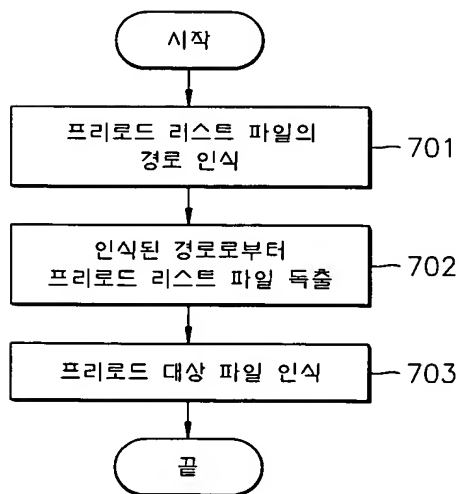 시작
프리로드 리스트 파일의
경로 인식
701
인식된 경로로부터
프리로드 리스트 파일 독출
702
프리로드 대상 파일 인식
703
끝